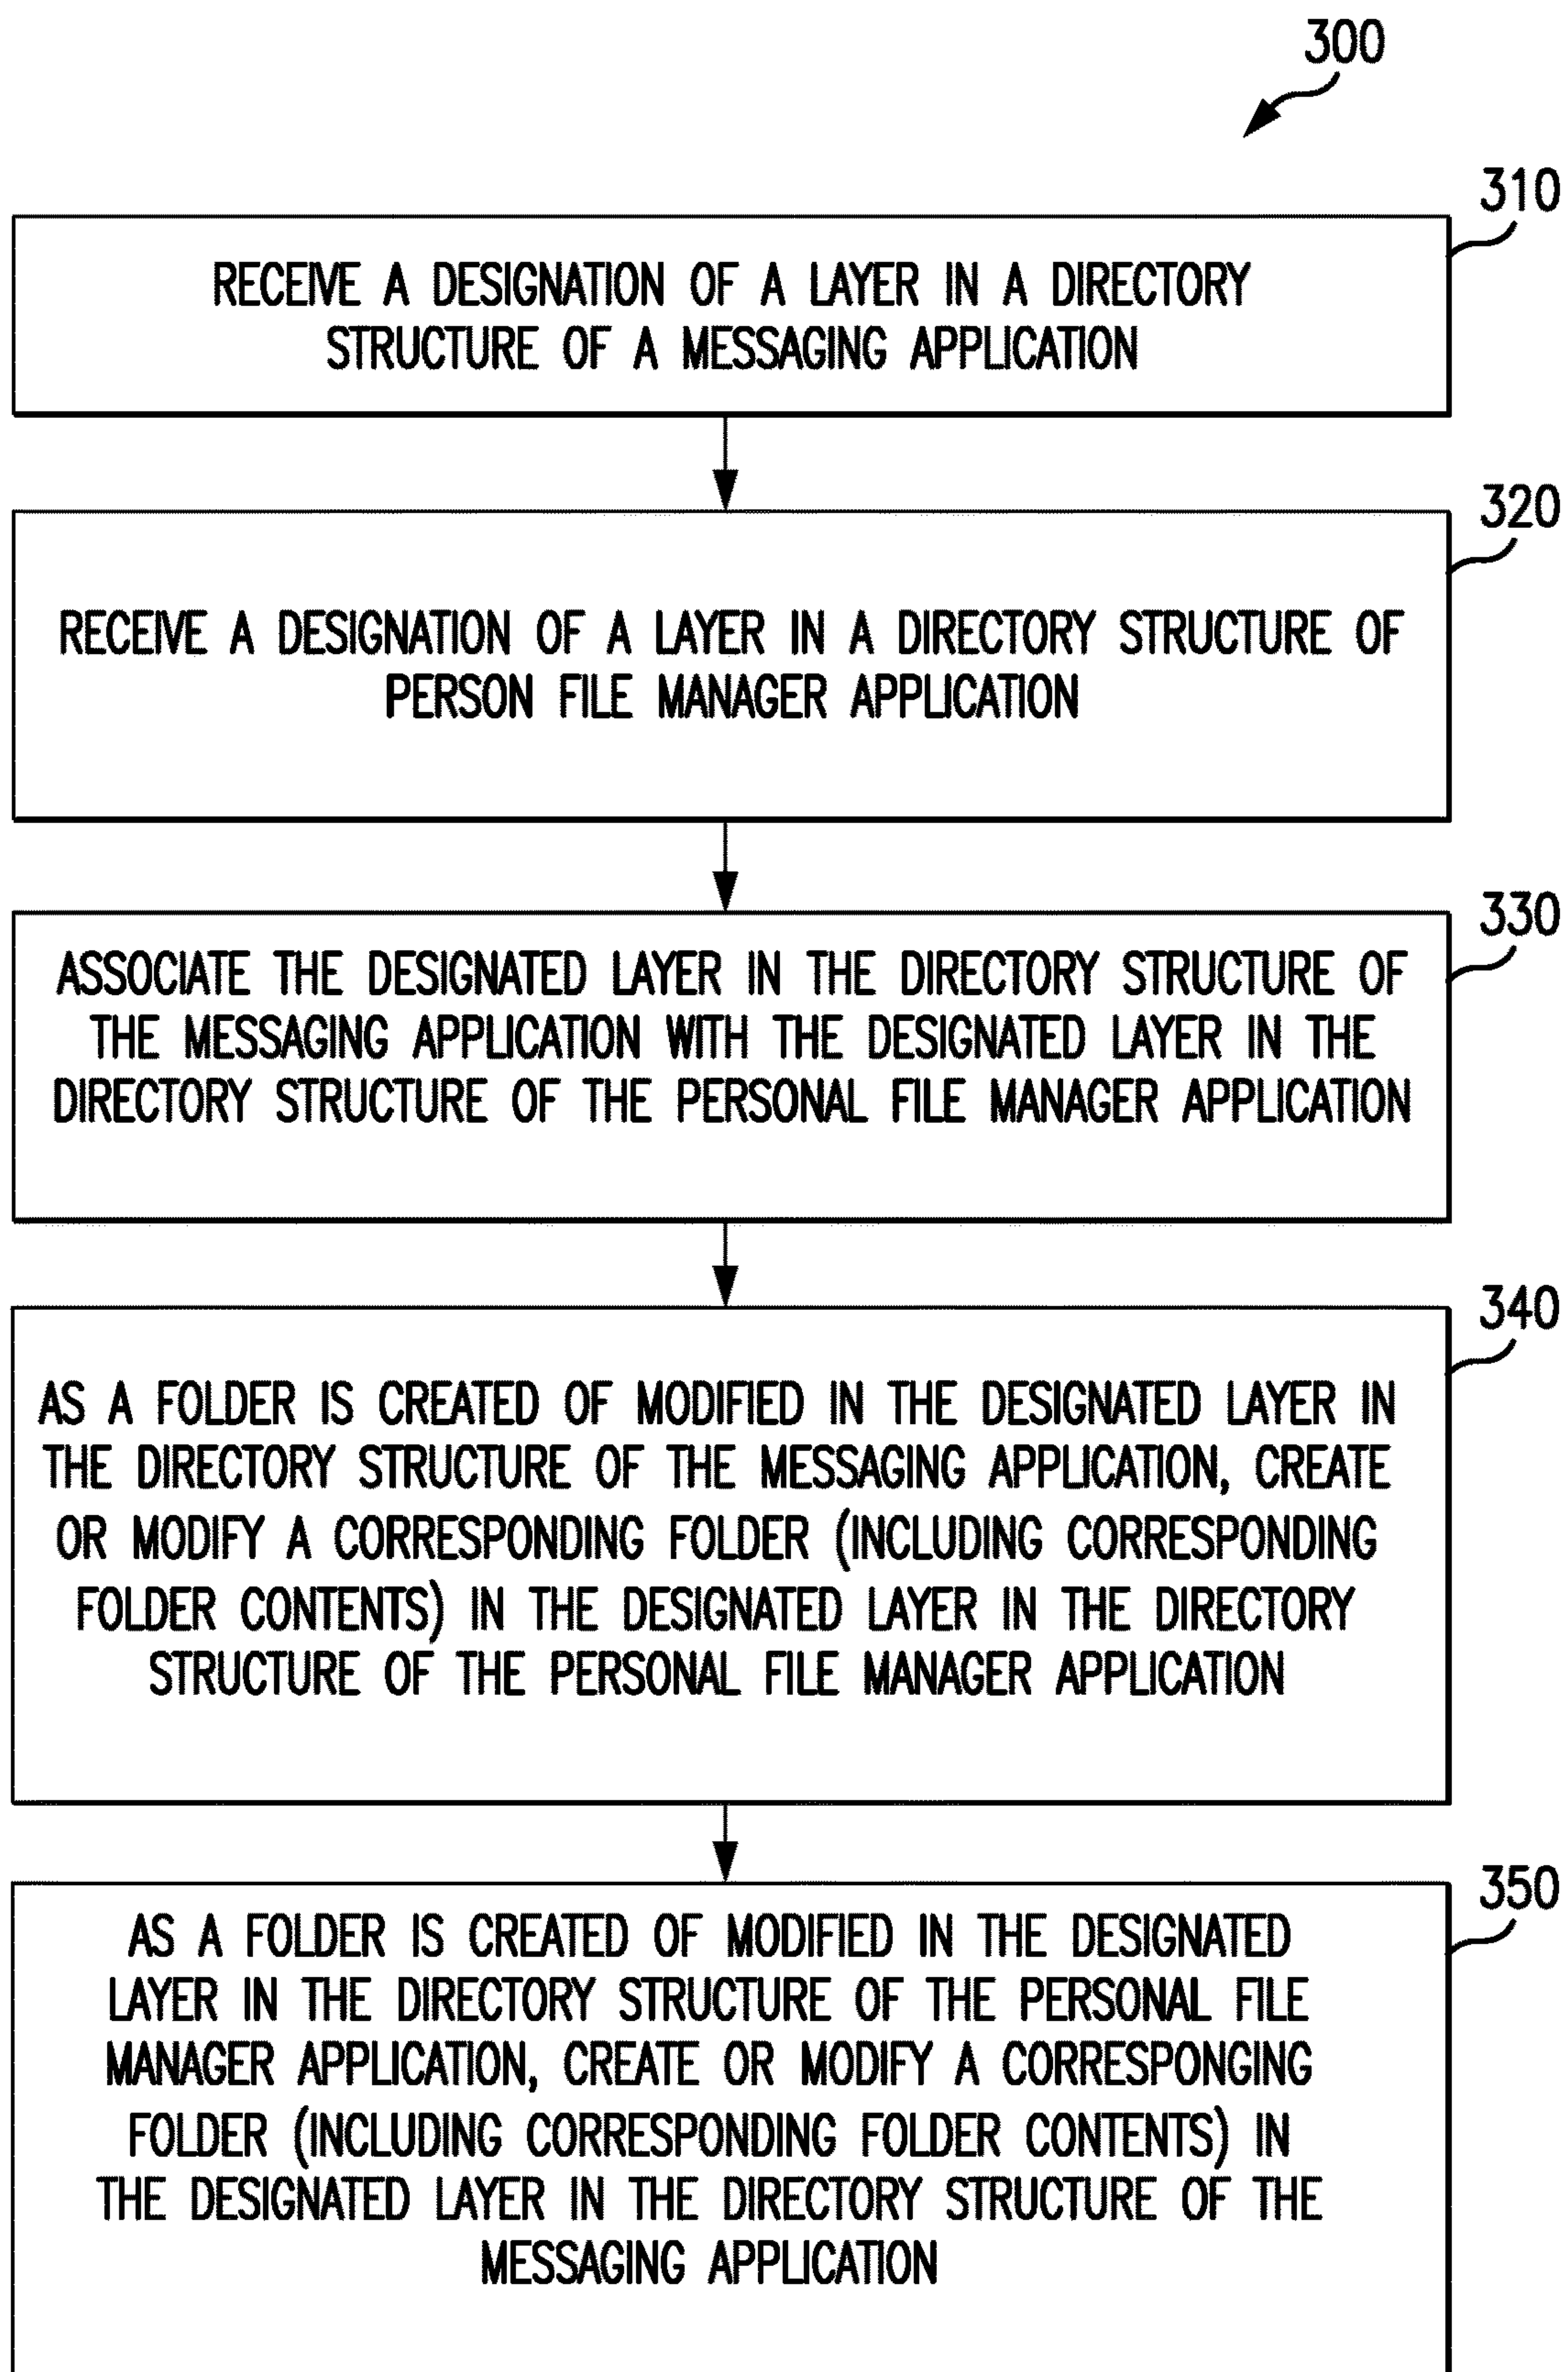 300
310
RECEIVE A DESIGNATION OF A LAYER IN A DIRECTORY
STRUCTURE OF A MESSAGING APPLICATION
320
RECEIVE A DESIGNATION OF A LAYER IN A DIRECTORY STRUCTURE OF
PERSON FILE MANAGER APPLICATION
330
ASSOCIATE THE DESIGNATED LAYER IN THE DIRECTORY STRUCTURE OF
THE MESSAGING APPLICATION WITH THE DESIGNATED LAYER IN THE
DIRECTORY STRUCTURE OF THE PERSONAL FILE MANAGER APPLICATION
340
AS A FOLDER IS CREATED OF MODIFIED IN THE DESIGNATED LAYER IN
THE DIRECTORY STRUCTURE OF THE MESSAGING APPLICATION, CREATE
OR MODIFY A CORRESPONDING FOLDER (INCLUDING CORRESPONDING
FOLDER CONTENTS) IN THE DESIGNATED LAYER IN THE DIRECTORY
STRUCTURE OF THE PERSONAL FILE MANAGER APPLICATION
350
AS A FOLDER IS CREATED OF MODIFIED IN THE DESIGNATED
LAYER IN THE DIRECTORY STRUCTURE OF THE PERSONAL FILE
MANAGER APPLICATION, CREATE OR MODIFY A CORRESPONGING
FOLDER (INCLUDING CORRESPONDING FOLDER CONTENTS) IN
THE DESIGNATED LAYER IN THE DIRECTORY STRUCTURE OF THE
MESSAGING APPLICATION